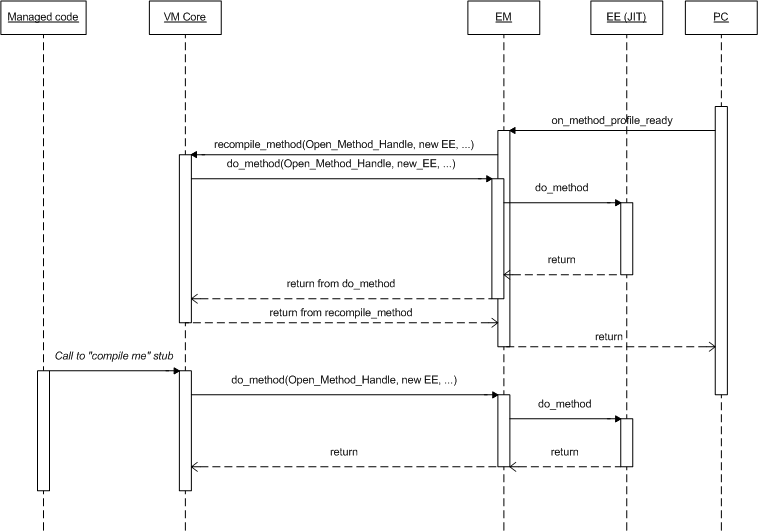 Managed code
VM Core
EM
EE (JIT)
PC
on_method_profile_ready
recompile_method(Open_Method_Handle, new EE, ...)
do_method(Open_Method_Handle, new_EE, ...)
do_method
return
return from do_method
return from recompile_method
return
Call to "compile me" stub
do_method(Open_Method_Handle, new EE, ...)
do_method
return
return